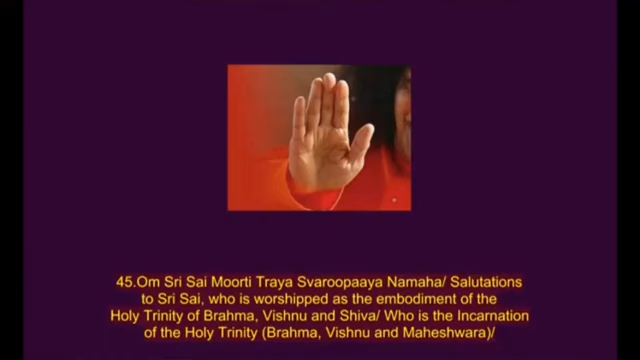 45.Om Sri Sai Moorti Traya Svaroopaaya Namaha/ Salutations
to Sri Sai, who is worshipped as the embodiment of the
Holy Trinity of Brahma, Vishnu and Shiva/ Who is the Incarnation
of the Holy Trinity (Brahma, Vishnu and Maheshwara)/